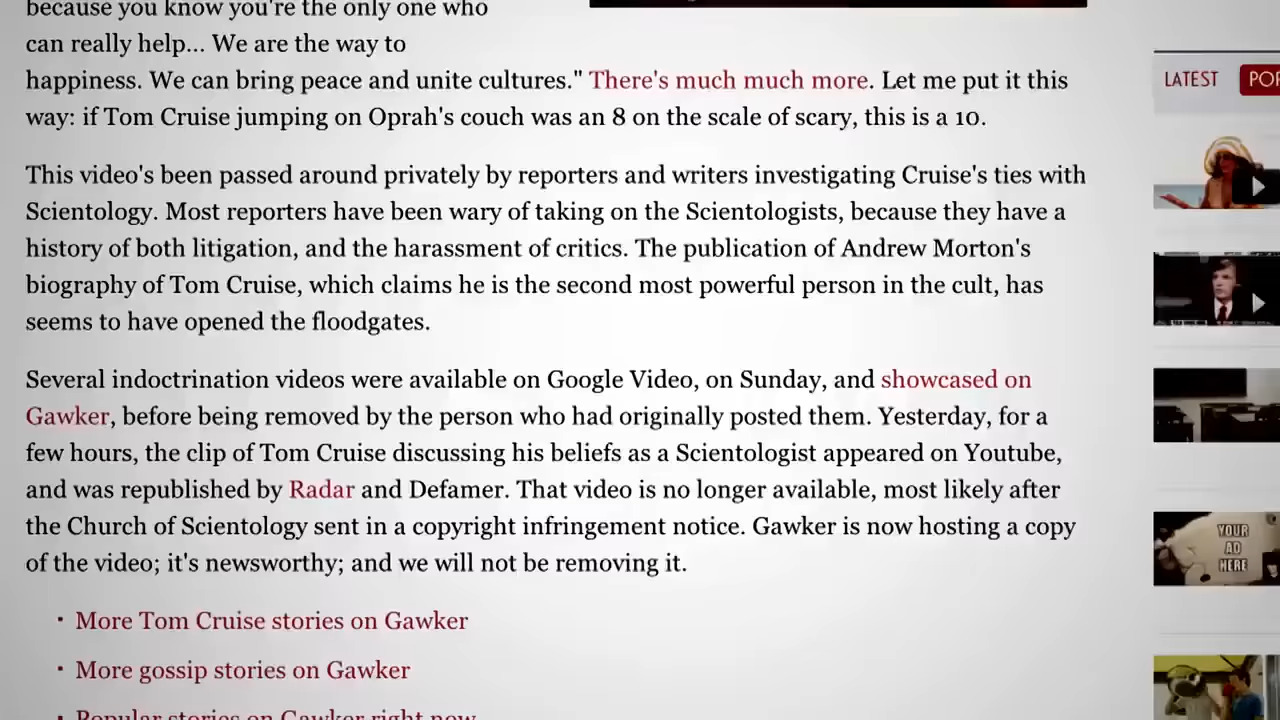 because you know you're the only one who
can really help... We are the way to
happiness. We can bring peace and unite cultures." There's much much more. Let me put it this
way: if Tom Cruise jumping on Oprah's couch was an 8 on the scale of scary, this is a 10.
This video's been passed around privately by reporters and writers investigating Cruise's ties with
Scientology. Most reporters have been wary of taking on the Scientologists, because they have a
history of both litigation, and the harassment of critics. The publication of Andrew Morton's
biography of Tom Cruise, which claims he is the second most powerful person in the cult, has
seems to have opened the floodgates.
Several indoctrination videos were available on Google Video, on Sunday, and showcased on
Gawker, before being removed by the person who had originally posted them. Yesterday, for a
few hours, the clip of Tom Cruise discussing his beliefs as a Scientologist appeared on Youtube,
and was republished by Radar and Defamer. That video is no longer available, most likely after
the Church of Scientology sent in a copyright infringement notice. Gawker is now hosting a copy
of the video; it's newsworthy; and we will not be removing it.
· More Tom Cruise stories on Gawker
· More gossip stories on Gawker
· Popular stories on Gawker right now
LATEST
POP
YOUR
AD
HERE